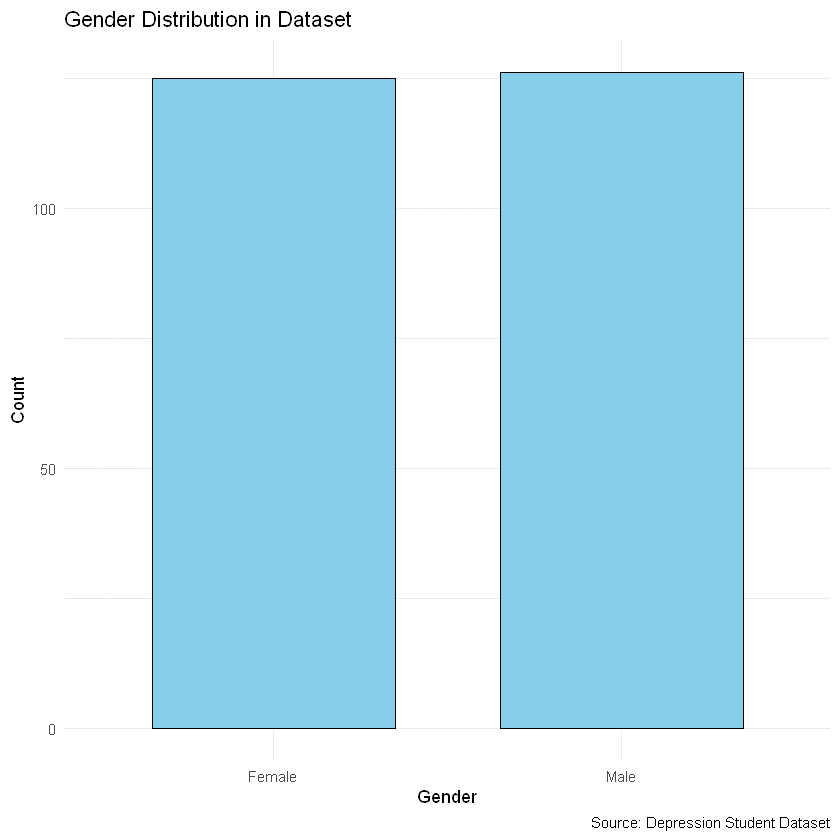 Gender Distribution in Dataset
100
50
0
Count
Female Male
Gender
Source: Depression Student Dataset